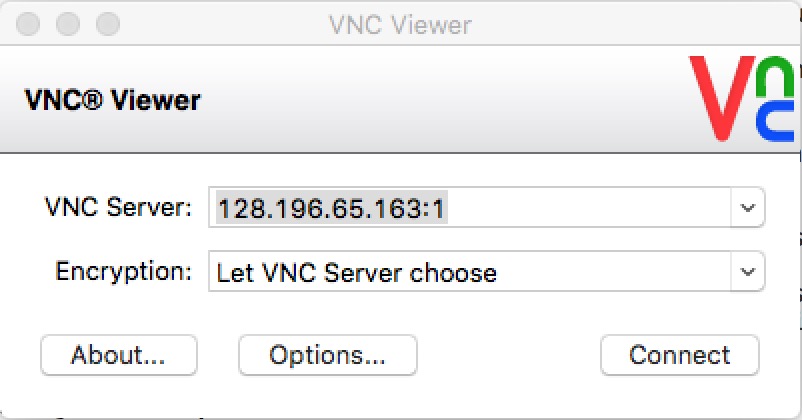 VNC Viewer
VNC® Viewer
Vnc
VNC Server: 128.196.65.163:1
Encryption: Let VNC Server choose
About... Options... Connect